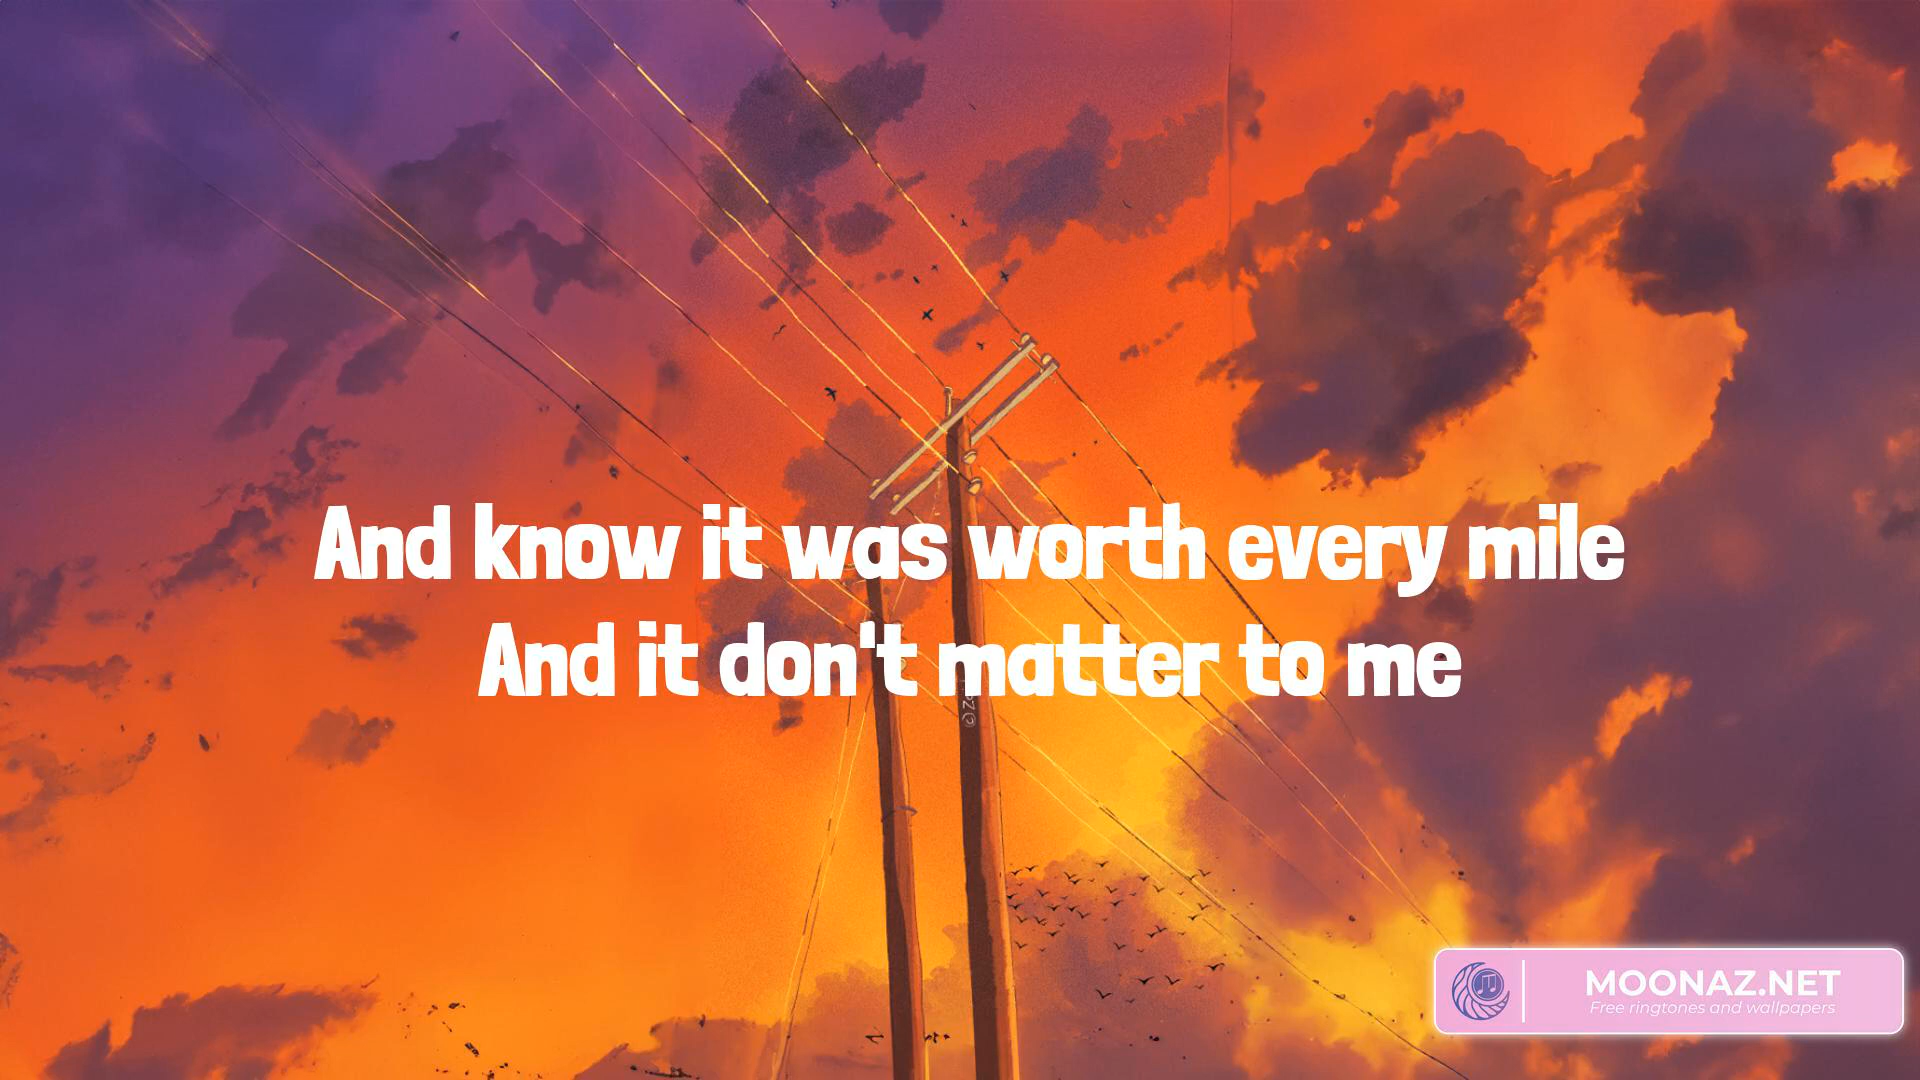 And know it was worth every mile
And it don't matter to me
MOONAZ.NET
Free ringtones and wallpapers